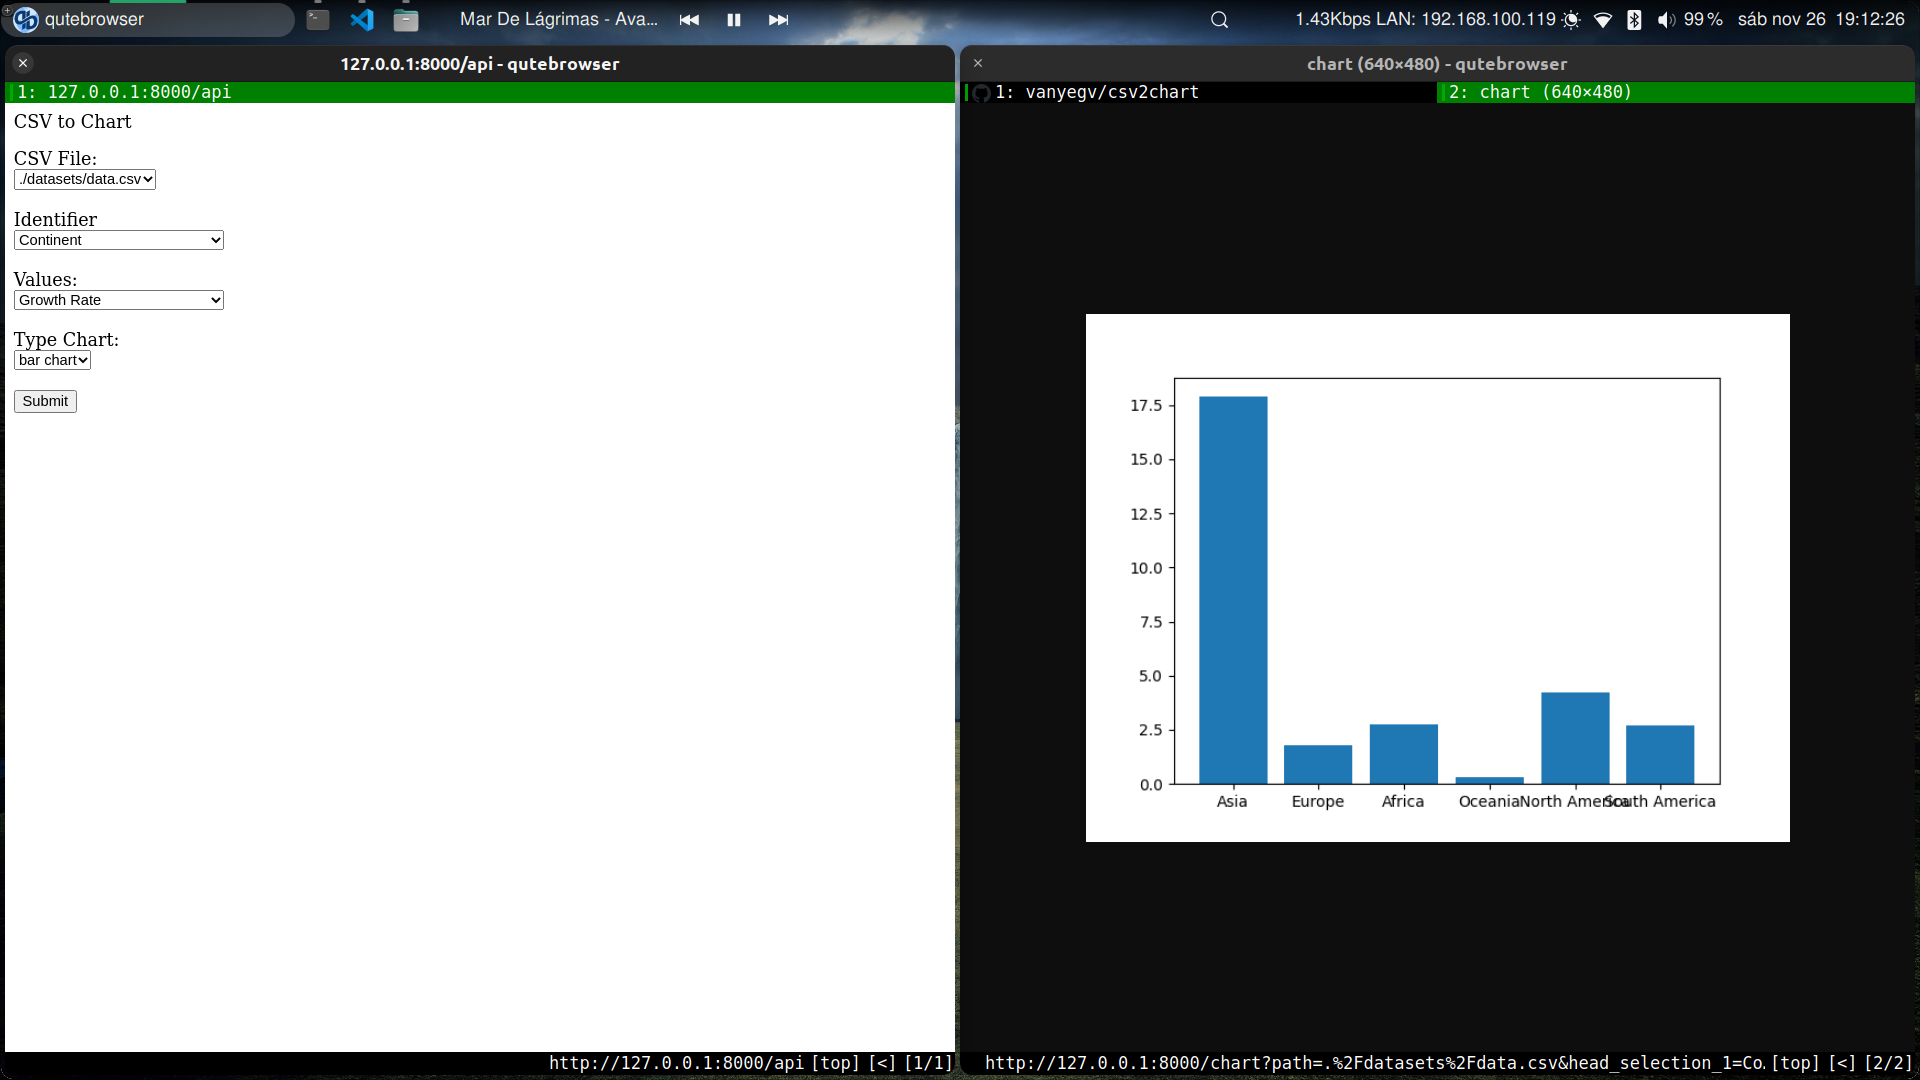 qutebrowser
Mar De Lágrimas - Ava...
1.43Kbps LAN: 192.168.100.119
99 %
sáb nov 26 19:12:26
127.0.0.1:8000/api - qutebrowser
1: 127.0.0.1:8000/api
CSV to Chart
CSV File:
./datasets/data.csv
Identifier
Continent
Values:
Growth Rate
Type Chart:
bar chart
Submit
http://127.0.0.1:8000/api [top] [<] [1/1]
chart (640×480) - qutebrowser
1: vanyegv/csv2chart
2: chart (640×480)
17.5
15.0
12.5
10.0
7.5
5.0
2.5
0.0
Asia Europe Africa Oceania North America South America
http://127.0.0.1:8000/chart?path=.%2Fdatasets%2Fdata.csv&head_selection_1=Co. [top] [<] [2/2]